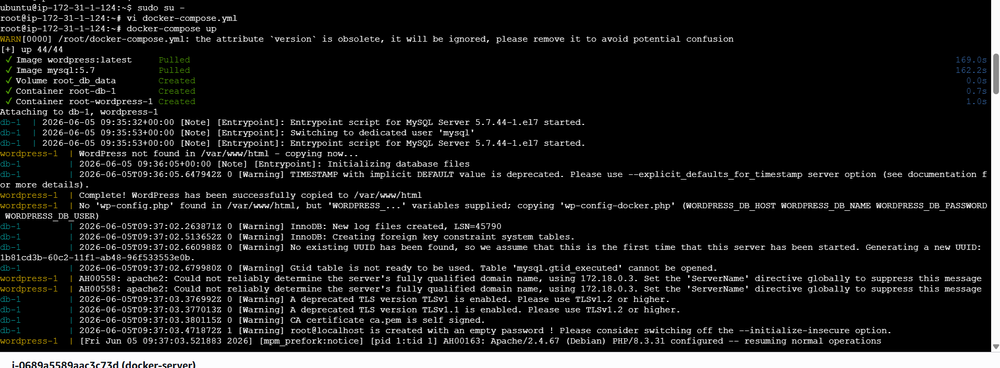 ubuntu@ip-172-31-1-124:~$ sudo su -
root@ip-172-31-1-124:~# vi docker-compose.yml
root@ip-172-31-1-124:~# docker-compose up
WARN[0000] /root/docker-compose.yml: the attribute `version` is obsolete, it will be ignored, please remove it to avoid potential confusion
[+] up 44/44
✓ Image wordpress:latest Pulled 169.0s
✓ Image mysql:5.7 Pulled 162.2s
✓ Volume root_db_data Created 0.0s
✓ Container root-db-1 Created 0.7s
✓ Container root-wordpress-1 Created 1.0s
Attaching to db-1, wordpress-1
db-1 | 2026-06-05 09:35:32+00:00 [Note] [Entrypoint]: Entrypoint script for MySQL Server 5.7.44-1.el7 started.
db-1 | 2026-06-05 09:35:53+00:00 [Note] [Entrypoint]: Switching to dedicated user 'mysql'
db-1 | 2026-06-05 09:35:53+00:00 [Note] [Entrypoint]: Entrypoint script for MySQL Server 5.7.44-1.el7 started.
wordpress-1 | WordPress not found in /var/www/html - copying now...
db-1 | 2026-06-05 09:36:05+00:00 [Note] [Entrypoint]: Initializing database files
db-1 | 2026-06-05T09:36:05.647942Z 0 [Warning] TIMESTAMP with implicit DEFAULT value is deprecated. Please use --explicit_defaults_for_timestamp server option (see documentation f
or more details).
wordpress-1 | Complete! WordPress has been successfully copied to /var/www/html
wordpress-1 | No 'wp-config.php' found in /var/www/html, but 'WORDPRESS_...' variables supplied; copying 'wp-config-docker.php' (WORDPRESS_DB_HOST WORDPRESS_DB_NAME WORDPRESS_DB_PASSWORD
WORDPRESS_DB_USER)
db-1 | 2026-06-05T09:37:02.263871Z 0 [Warning] InnoDB: New log files created, LSN=45790
db-1 | 2026-06-05T09:37:02.513652Z 0 [Warning] InnoDB: Creating foreign key constraint system tables.
db-1 | 2026-06-05T09:37:02.660988Z 0 [Warning] No existing UUID has been found, so we assume that this is the first time that this server has been started. Generating a new UUID:
1b81cd3b-60c2-11f1-ab48-96f533553e0b.
db-1 | 2026-06-05T09:37:02.679980Z 0 [Warning] Gtid table is not ready to be used. Table 'mysql.gtid_executed' cannot be opened.
wordpress-1 | AH00558: apache2: Could not reliably determine the server's fully qualified domain name, using 172.18.0.3. Set the 'ServerName' directive globally to suppress this message
wordpress-1 | AH00558: apache2: Could not reliably determine the server's fully qualified domain name, using 172.18.0.3. Set the 'ServerName' directive globally to suppress this message
db-1 | 2026-06-05T09:37:03.376992Z 0 [Warning] A deprecated TLS version TLSv1 is enabled. Please use TLSv1.2 or higher.
db-1 | 2026-06-05T09:37:03.377013Z 0 [Warning] A deprecated TLS version TLSv1.1 is enabled. Please use TLSv1.2 or higher.
db-1 | 2026-06-05T09:37:03.380115Z 0 [Warning] CA certificate ca.pem is self signed.
db-1 | 2026-06-05T09:37:03.471872Z 1 [Warning] root@localhost is created with an empty password ! Please consider switching off the --initialize-insecure option.
wordpress-1 | [Fri Jun 05 09:37:03.521883 2026] [mpm_prefork:notice] [pid 1:tid 1] AH00163: Apache/2.4.67 (Debian) PHP/8.3.31 configured -- resuming normal operations
i-0689a5589aac3c73d (docker-server)